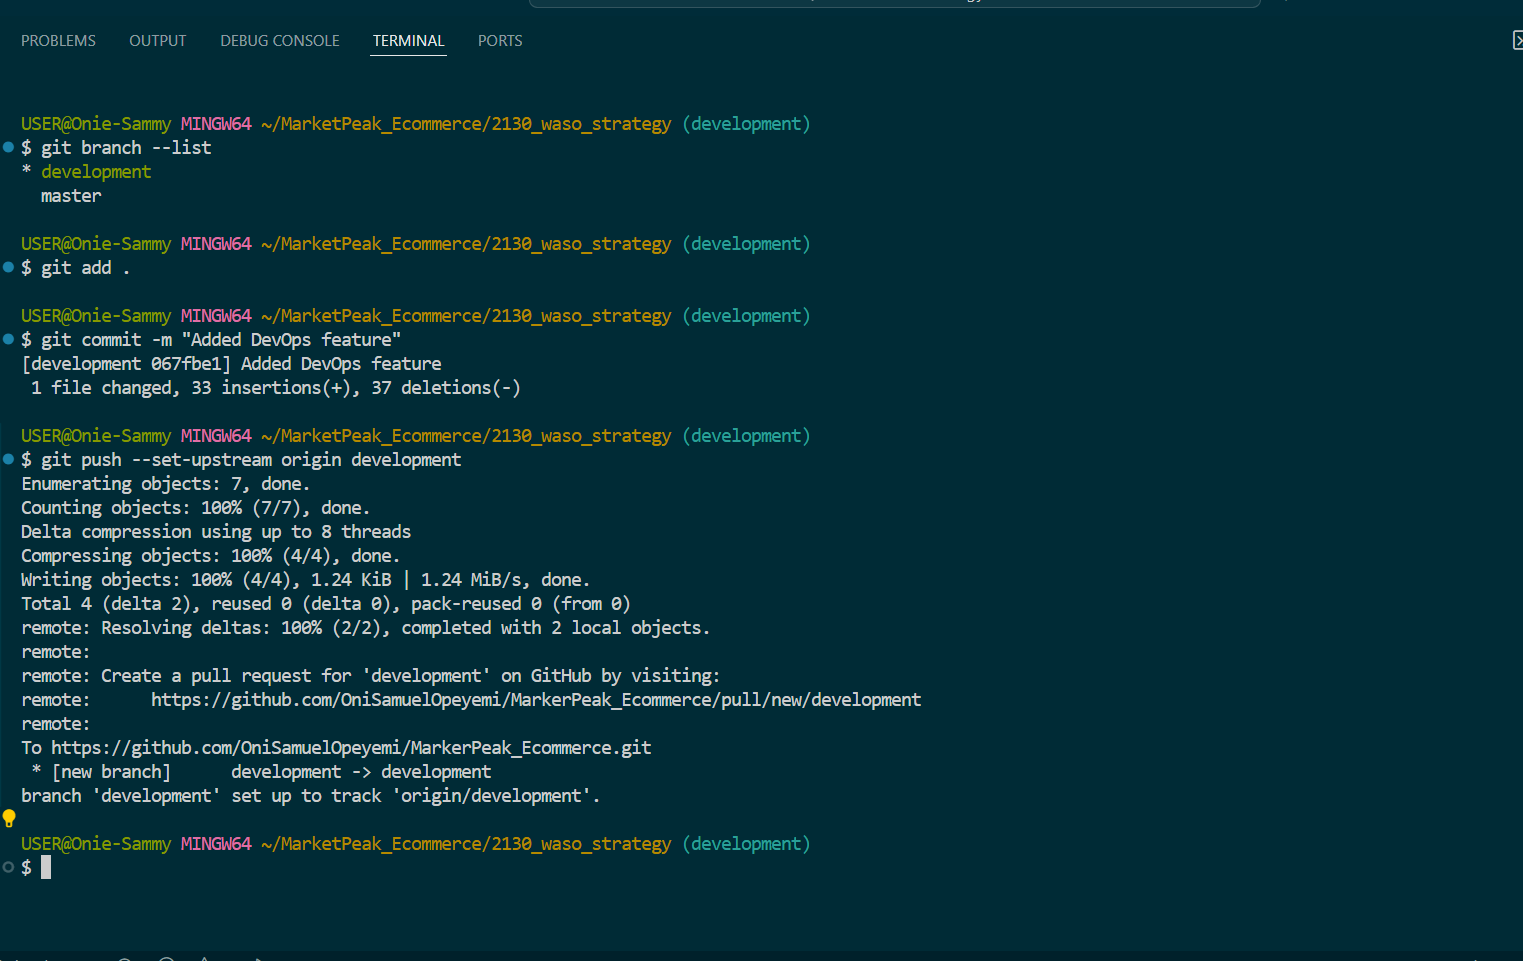 PROBLEMS OUTPUT DEBUG CONSOLE TERMINAL PORTS
USER@Onie-Sammy MINGW64 ~/MarketPeak_Ecommerce/2130_waso_strategy (development)
$ git branch --list
* development
  master
USER@Onie-Sammy MINGW64 ~/MarketPeak_Ecommerce/2130_waso_strategy (development)
$ git add .
USER@Onie-Sammy MINGW64 ~/MarketPeak_Ecommerce/2130_waso_strategy (development)
$ git commit -m "Added DevOps feature"
[development 067fbe1] Added DevOps feature
 1 file changed, 33 insertions(+), 37 deletions(-)
USER@Onie-Sammy MINGW64 ~/MarketPeak_Ecommerce/2130_waso_strategy (development)
$ git push --set-upstream origin development
Enumerating objects: 7, done.
Counting objects: 100% (7/7), done.
Delta compression using up to 8 threads
Compressing objects: 100% (4/4), done.
Writing objects: 100% (4/4), 1.24 KiB | 1.24 MiB/s, done.
Total 4 (delta 2), reused 0 (delta 0), pack-reused 0 (from 0)
remote: Resolving deltas: 100% (2/2), completed with 2 local objects.
remote:
remote: Create a pull request for 'development' on GitHub by visiting:
remote:      https://github.com/OniSamuelOpeyemi/MarkerPeak_Ecommerce/pull/new/development
remote:
To https://github.com/OniSamuelOpeyemi/MarkerPeak_Ecommerce.git
 * [new branch]      development -> development
branch 'development' set up to track 'origin/development'.
USER@Onie-Sammy MINGW64 ~/MarketPeak_Ecommerce/2130_waso_strategy (development)
$